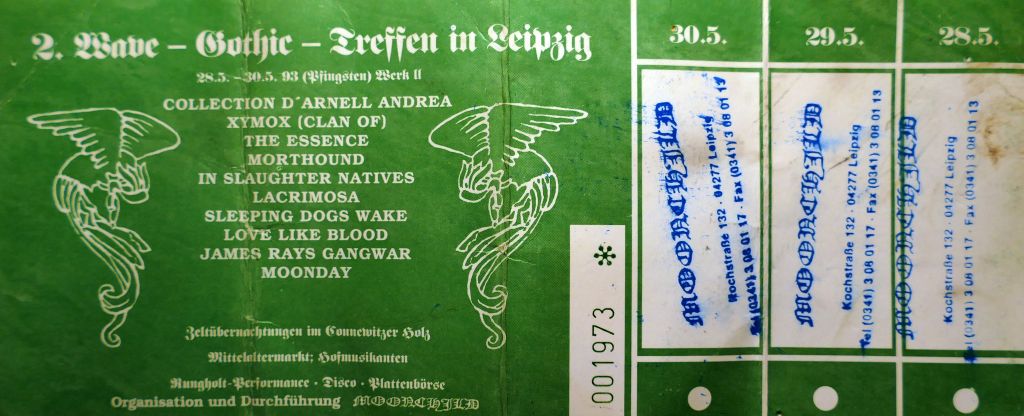 2. Wave – Gothic – Treffen in Leipzig
28.5. – 30.5. 93 (Pfingsten) Werk II
COLLECTION D´ARNELL ANDREA
XYMOX (CLAN OF)
THE ESSENCE
MORTHOUND
IN SLAUGHTER NATIVES
LACRIMOSA
SLEEPING DOGS WAKE
LOVE LIKE BLOOD
JAMES RAYS GANGWAR
MOONDAY
Zeltübernachtungen im Connewitzer Holz
Mittelaltermarkt; Hofmusikanten
Rungholt-Performance · Disco · Plattenbörse
Organisation und Durchführung MOONCHILD
* 001973
30.5. 29.5. 28.5.
MOONCHILD
Kochstraße 132 · 04277 Leipzig
Tel (0341) 3 08 01 17 · Fax (0341) 3 08 01 13
MOONCHILD
Kochstraße 132 · 04277 Leipzig
Tel (0341) 3 08 01 17 · Fax (0341) 3 08 01 13
MOONCHILD
Kochstraße 132 · 04277 Leipzig
Tel (0341) 3 08 01 17 · Fax (0341) 3 08 01 13